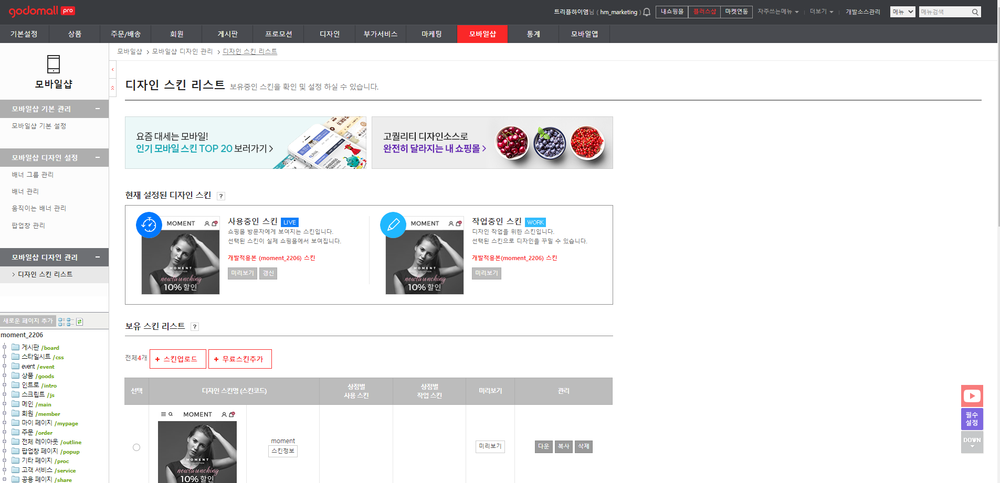 godomall pro
트리플하이엠님 ( hm_marketing )
내쇼핑몰 플러스샵 마켓연동 자주쓰는메뉴 더보기 개발소스관리 메뉴 메뉴검색
기본설정 상품 주문/배송 회원 게시판 프로모션 디자인 부가서비스 마케팅 모바일샵 통계 모바일앱
모바일샵 > 모바일샵 디자인 관리 > 디자인 스킨 리스트
모바일샵
모바일샵 기본 관리
모바일샵 기본 설정
모바일샵 디자인 설정
배너 그룹 관리
배너 관리
움직이는 배너 관리
팝업창 관리
모바일샵 디자인 관리
> 디자인 스킨 리스트
새로운 페이지 추가
moment_2206
게시판 /board
스타일시트 /css
event /event
상품 /goods
인트로 /intro
스크립트 /js
메인 /main
회원 /member
마이 페이지 /mypage
주문 /order
전체 레이아웃 /outline
팝업창 페이지 /popup
기타 페이지 /proc
고객 서비스 /service
공용 페이지 /share
디자인 스킨 리스트 보유중인 스킨을 확인 및 설정 하실 수 있습니다.
요즘 대세는 모바일!
인기 모바일 스킨 TOP 20 보러가기 >
고퀄리티 디자인소스로
완전히 달라지는 내 쇼핑몰 >
현재 설정된 디자인 스킨 ?
MOMENT
MOMENT
newlaunching
10% 할인
사용중인 스킨 LIVE
쇼핑몰 방문자에게 보여지는 스킨입니다.
선택된 스킨이 실제 쇼핑몰에서 보여집니다.
개발적용본 (moment_2206) 스킨
미리보기 갱신
MOMENT
MOMENT
newlaunching
10% 할인
작업중인 스킨 WORK
디자인 작업을 위한 스킨입니다.
선택된 스킨으로 디자인을 꾸밀 수 있습니다.
개발적용본(moment_2206) 스킨
미리보기
보유 스킨 리스트 ?
전체4개 + 스킨업로드 + 무료스킨추가
선택 디자인 스킨명 (스킨코드) 상점별 사용 스킨 상점별 작업 스킨 미리보기 관리
MOMENT
MOMENT
newlaunching
10% 할인
moment
스킨정보
미리보기
다운 복사 삭제
필수
설정
DOWN